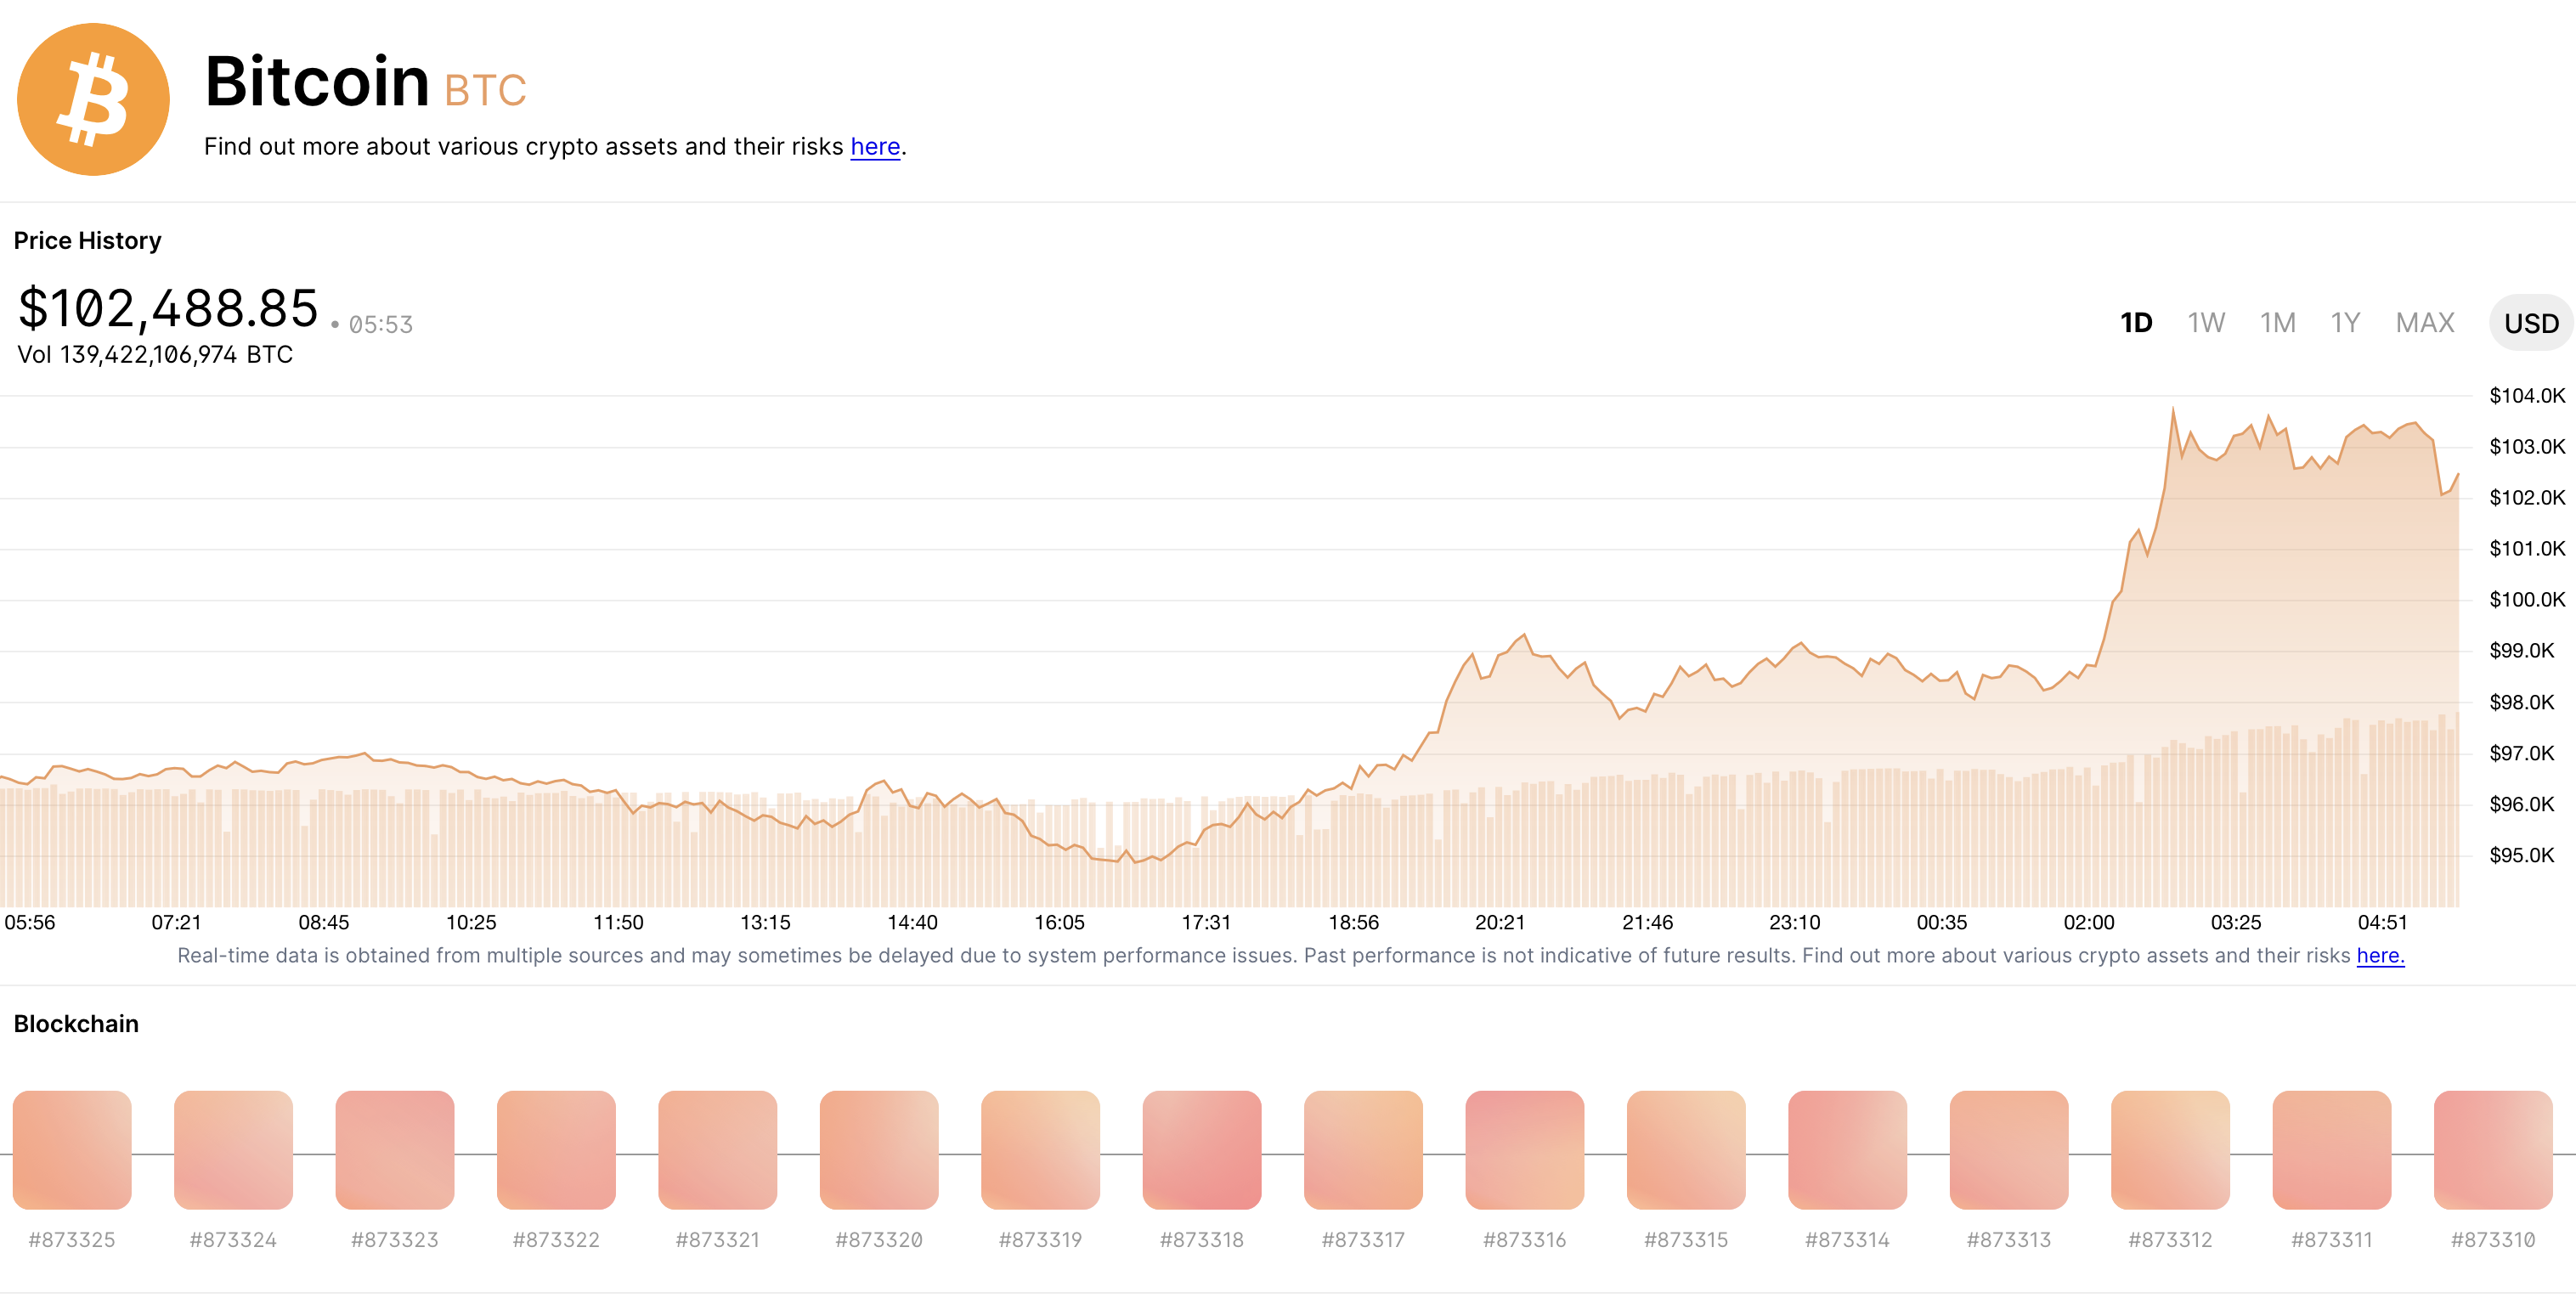 Bitcoin BTC
Find out more about various crypto assets and their risks here.
Price History
$102,488.85 • 05:53
Vol 139,422,106,974 BTC
1D 1W 1M 1Y MAX USD
$104.0K
$103.0K
$102.0K
$101.0K
$100.0K
$99.0K
$98.0K
$97.0K
$96.0K
$95.0K
05:56 07:21 08:45 10:25 11:50 13:15 14:40 16:05 17:31 18:56 20:21 21:46 23:10 00:35 02:00 03:25 04:51
Real-time data is obtained from multiple sources and may sometimes be delayed due to system performance issues. Past performance is not indicative of future results. Find out more about various crypto assets and their risks here.
Blockchain
#873325 #873324 #873323 #873322 #873321 #873320 #873319 #873318 #873317 #873316 #873315 #873314 #873313 #873312 #873311 #873310